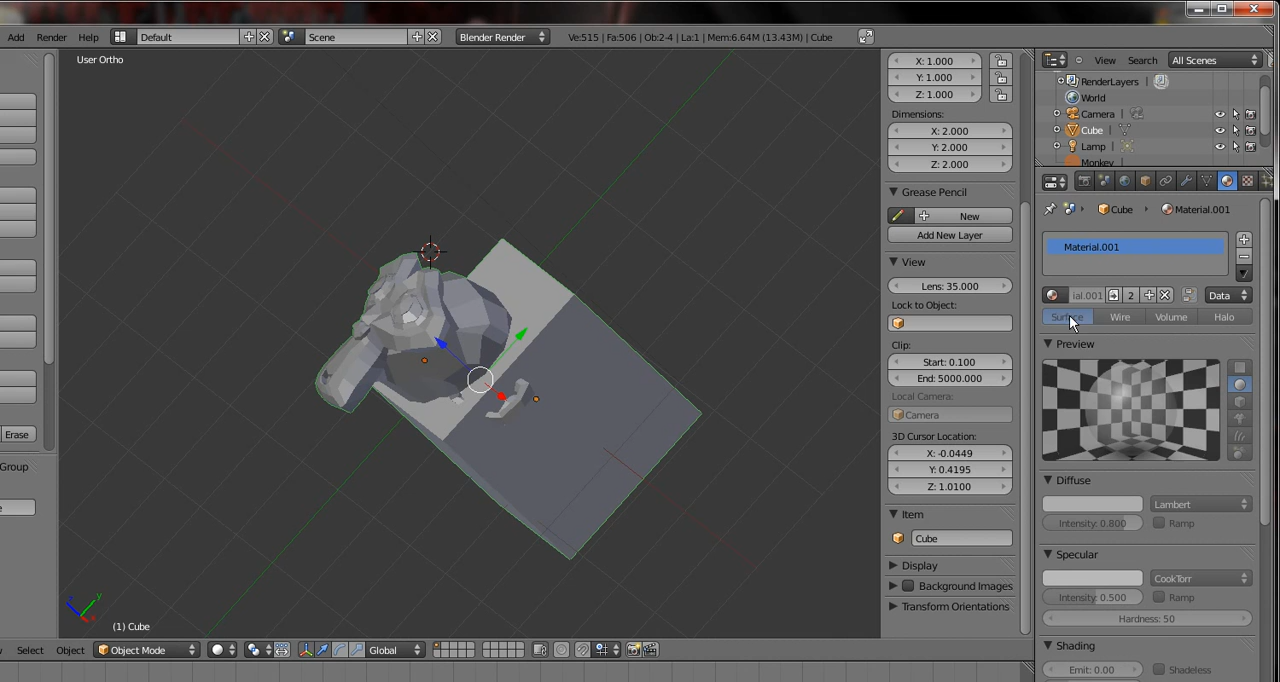 Add Render Help Default Scene Blender Render Ve:515 | Fa:506 | Ob:2-4 | La:1 | Mem:6.64M (13.43M) | Cube
User Ortho
Erase
Group
(1) Cube
Select Object Object Mode Global
X: 1.000
Y: 1.000
Z: 1.000
Dimensions:
X: 2.000
Y: 2.000
Z: 2.000
Grease Pencil
New
Add New Layer
View
Lens: 35.000
Lock to Object:
Clip:
Start: 0.100
End: 5000.000
Local Camera:
Camera
3D Cursor Location:
X: -0.0449
Y: 0.4195
Z: 1.0100
Item
Cube
Display
Background Images
Transform Orientations
View Search All Scenes
RenderLayers
World
Camera
Cube
Lamp
Monkey
Cube Material.001
Material.001
ial.001 2 Data
Surface Wire Volume Halo
Preview
Diffuse
Lambert
Intensity: 0.800 Ramp
Specular
CookTorr
Intensity: 0.500 Ramp
Hardness: 50
Shading
Emit: 0.00 Shadeless